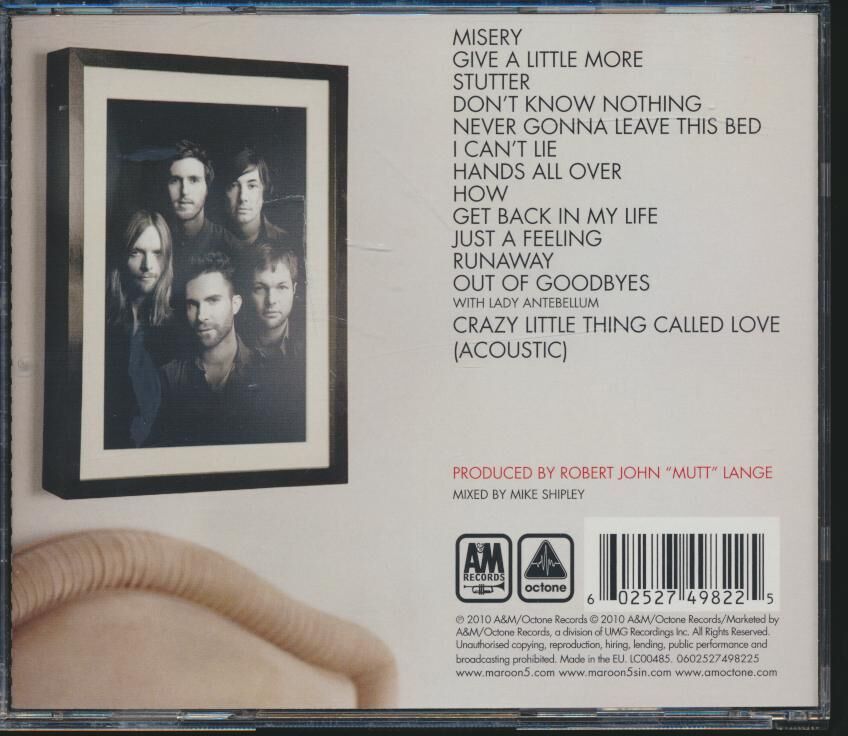 MISERY
GIVE A LITTLE MORE
STUTTER
DON'T KNOW NOTHING
NEVER GONNA LEAVE THIS BED
I CAN'T LIE
HANDS ALL OVER
HOW
GET BACK IN MY LIFE
JUST A FEELING
RUNAWAY
OUT OF GOODBYES
WITH LADY ANTEBELLUM
CRAZY LITTLE THING CALLED LOVE
(ACOUSTIC)
PRODUCED BY ROBERT JOHN "MUTT" LANGE
MIXED BY MIKE SHIPLEY
A&M
RECORDS
octone
6 02527 49822 5
℗ 2010 A&M/Octone Records © 2010 A&M/Octone Records/Marketed by
A&M/Octone Records, a division of UMG Recordings Inc. All Rights Reserved.
Unauthorised copying, reproduction, hiring, lending, public performance and
broadcasting prohibited. Made in the EU. LC00485. 0602527498225
www.maroon5.com www.maroon5sin.com www.amoctone.com